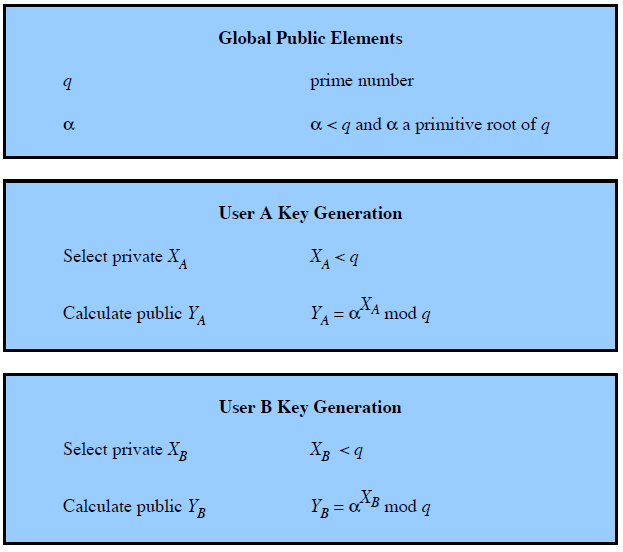 Global Public Elements
q prime number
α α < q and α a primitive root of q
User A Key Generation
Select private X_A X_A < q
Calculate public Y_A Y_A = α^{X_A} mod q
User B Key Generation
Select private X_B X_B < q
Calculate public Y_B Y_B = α^{X_B} mod q